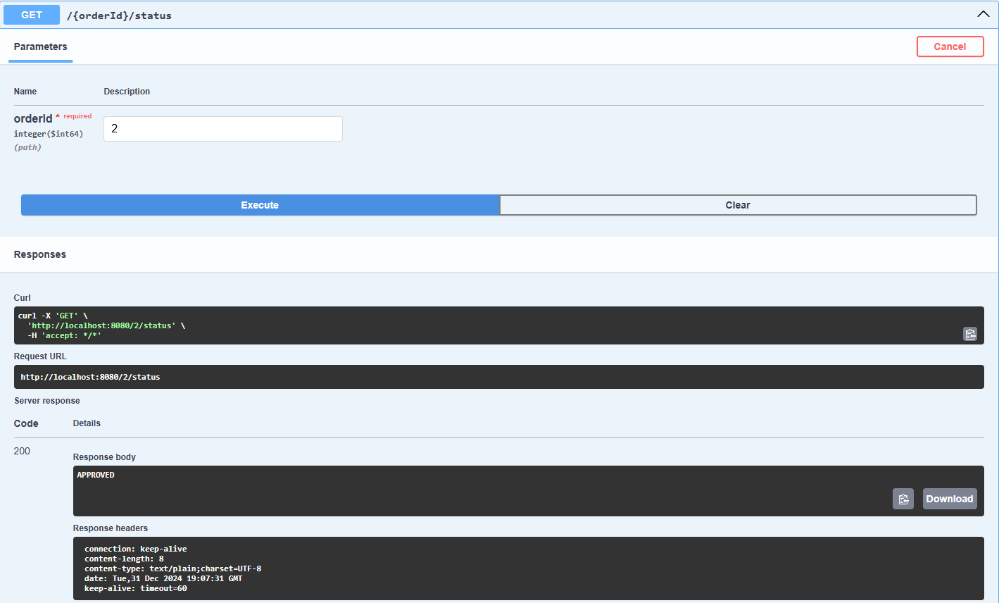 GET /{orderId}/status
Parameters
Cancel
Name Description
orderId * required
integer($int64)
(path)
2
Execute Clear
Responses
Curl
curl -X 'GET' \
'http://localhost:8080/2/status' \
-H 'accept: */*'
Request URL
http://localhost:8080/2/status
Server response
Code Details
200
Response body
APPROVED
Download
Response headers
connection: keep-alive
content-length: 8
content-type: text/plain;charset=UTF-8
date: Tue,31 Dec 2024 19:07:31 GMT
keep-alive: timeout=60